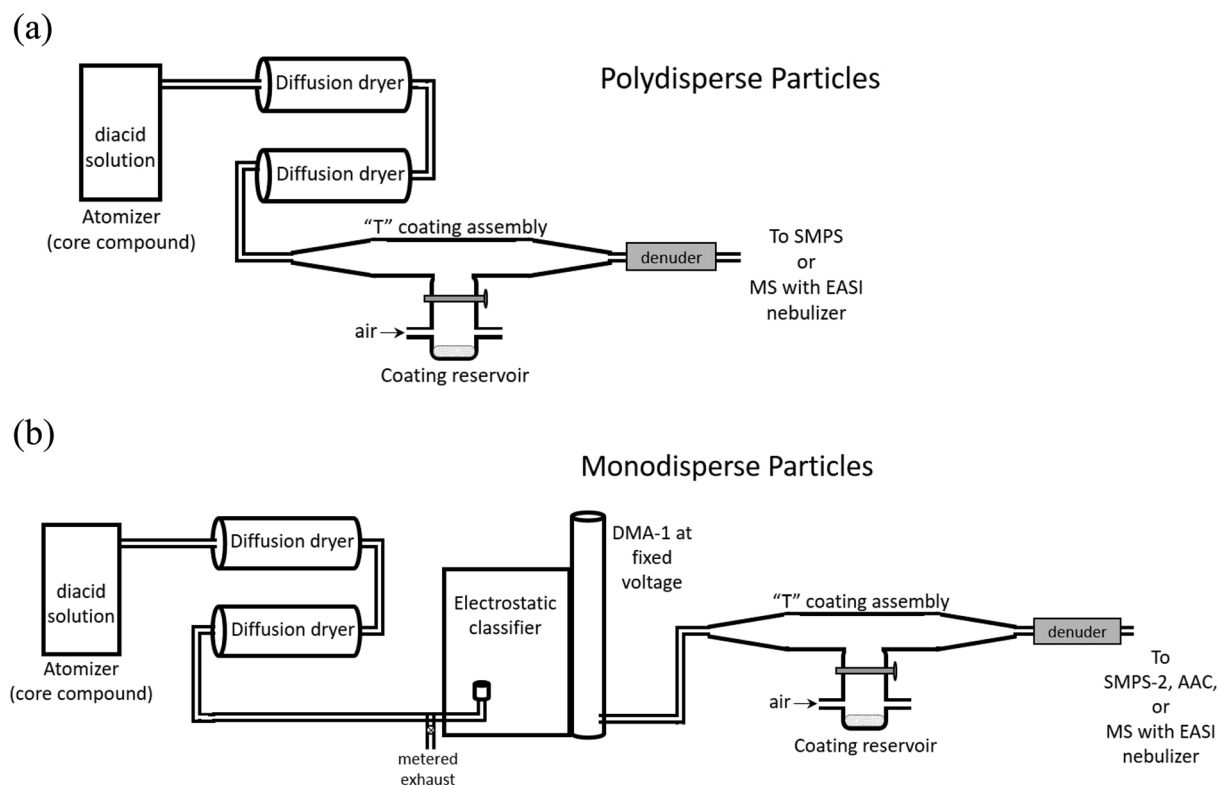 (a)
Polydisperse Particles
Diffusion dryer
diacid
solution
Diffusion dryer
Atomizer
(core compound)
“T” coating assembly
denuder
To SMPS
or
MS with EASI
nebulizer
air
Coating reservoir
(b)
Monodisperse Particles
Diffusion dryer
diacid
solution
Diffusion dryer
Atomizer
(core compound)
Electrostatic
classifier
DMA-1 at
fixed
voltage
metered
exhaust
“T” coating assembly
denuder
air
Coating reservoir
To
SMPS-2, AAC,
or
MS with EASI
nebulizer